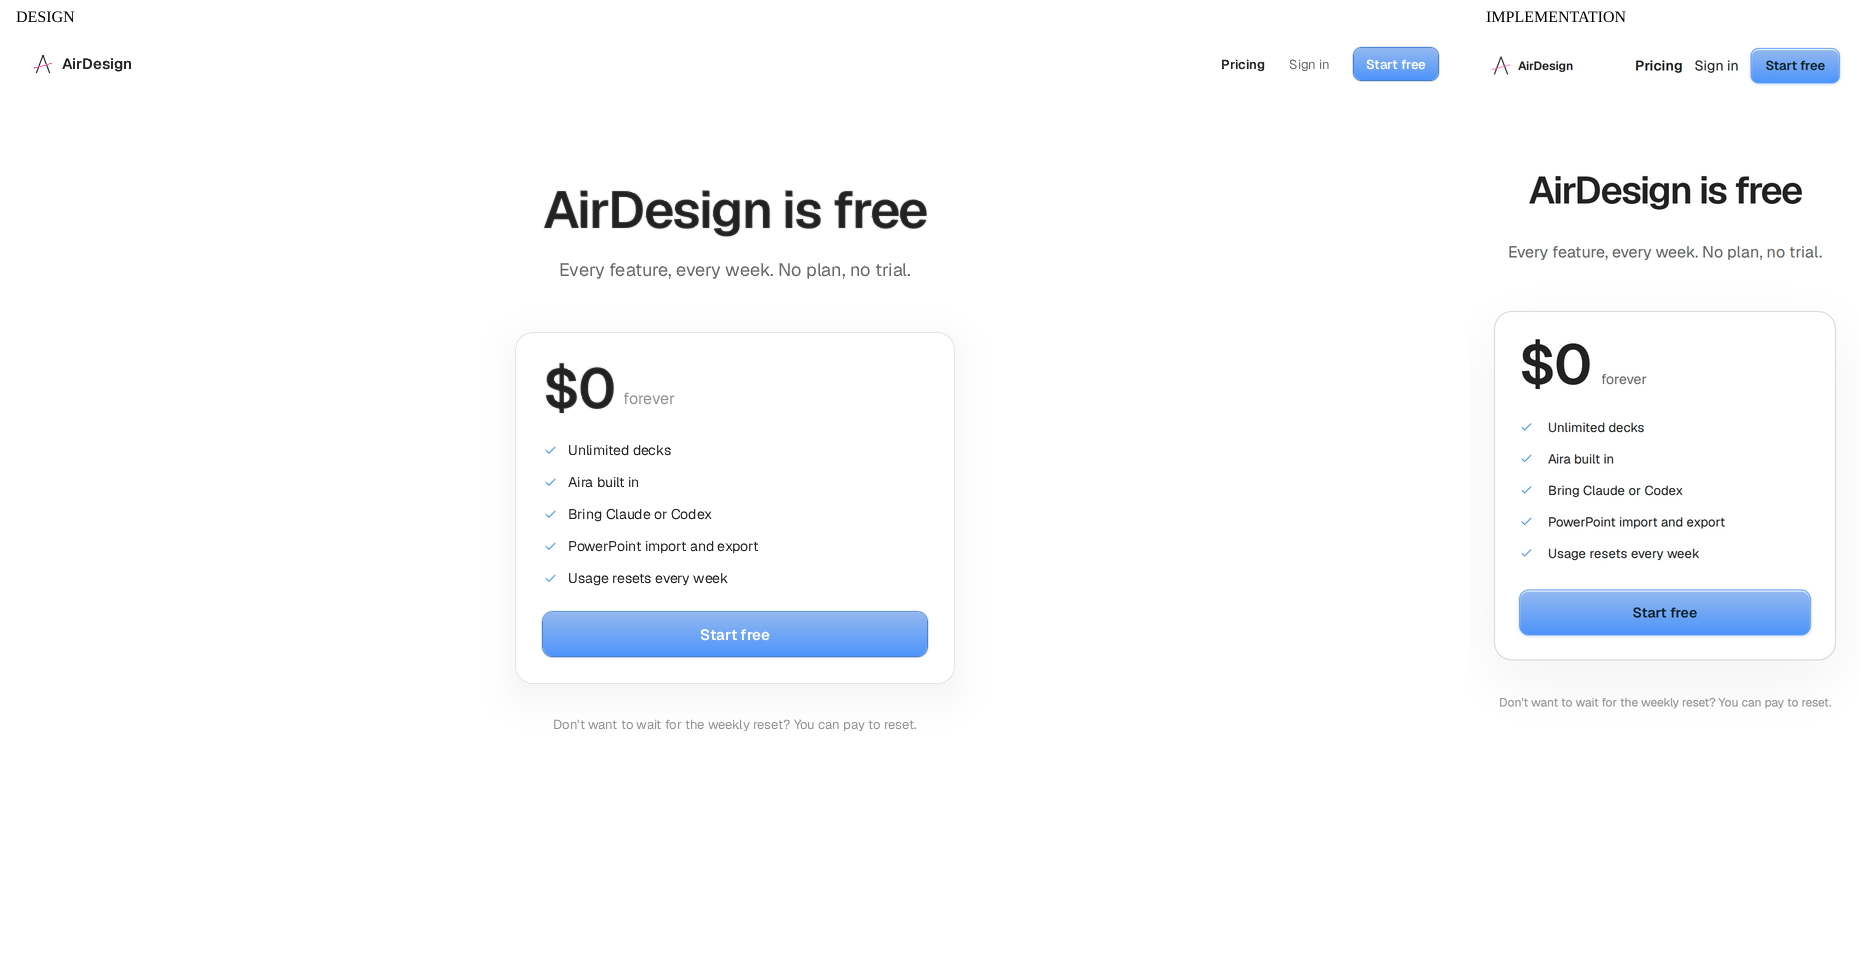 DESIGN
AirDesign
Pricing
Sign in
Start free
AirDesign is free
Every feature, every week. No plan, no trial.
$0 forever
Unlimited decks
Aira built in
Bring Claude or Codex
PowerPoint import and export
Usage resets every week
Start free
Don't want to wait for the weekly reset? You can pay to reset.
IMPLEMENTATION
AirDesign
Pricing
Sign in
Start free
AirDesign is free
Every feature, every week. No plan, no trial.
$0 forever
Unlimited decks
Aira built in
Bring Claude or Codex
PowerPoint import and export
Usage resets every week
Start free
Don't want to wait for the weekly reset? You can pay to reset.